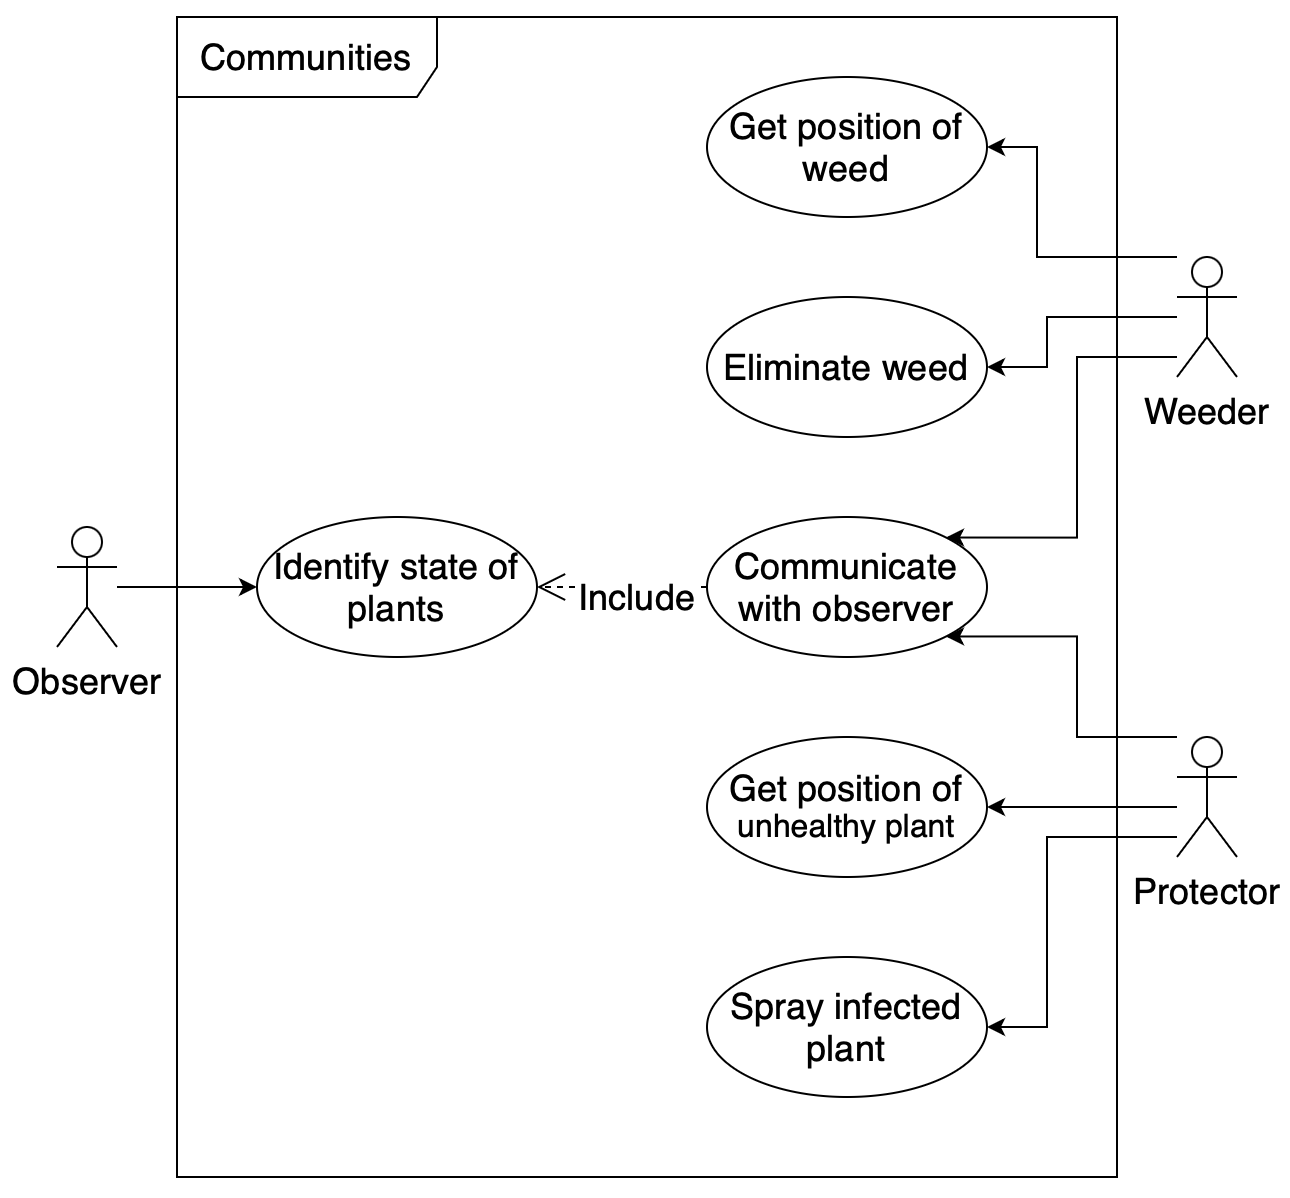 Communities
Get position of
weed
Eliminate weed
Weeder
Identify state of
plants
Include
Communicate
with observer
Observer
Get position of
unhealthy plant
Protector
Spray infected
plant